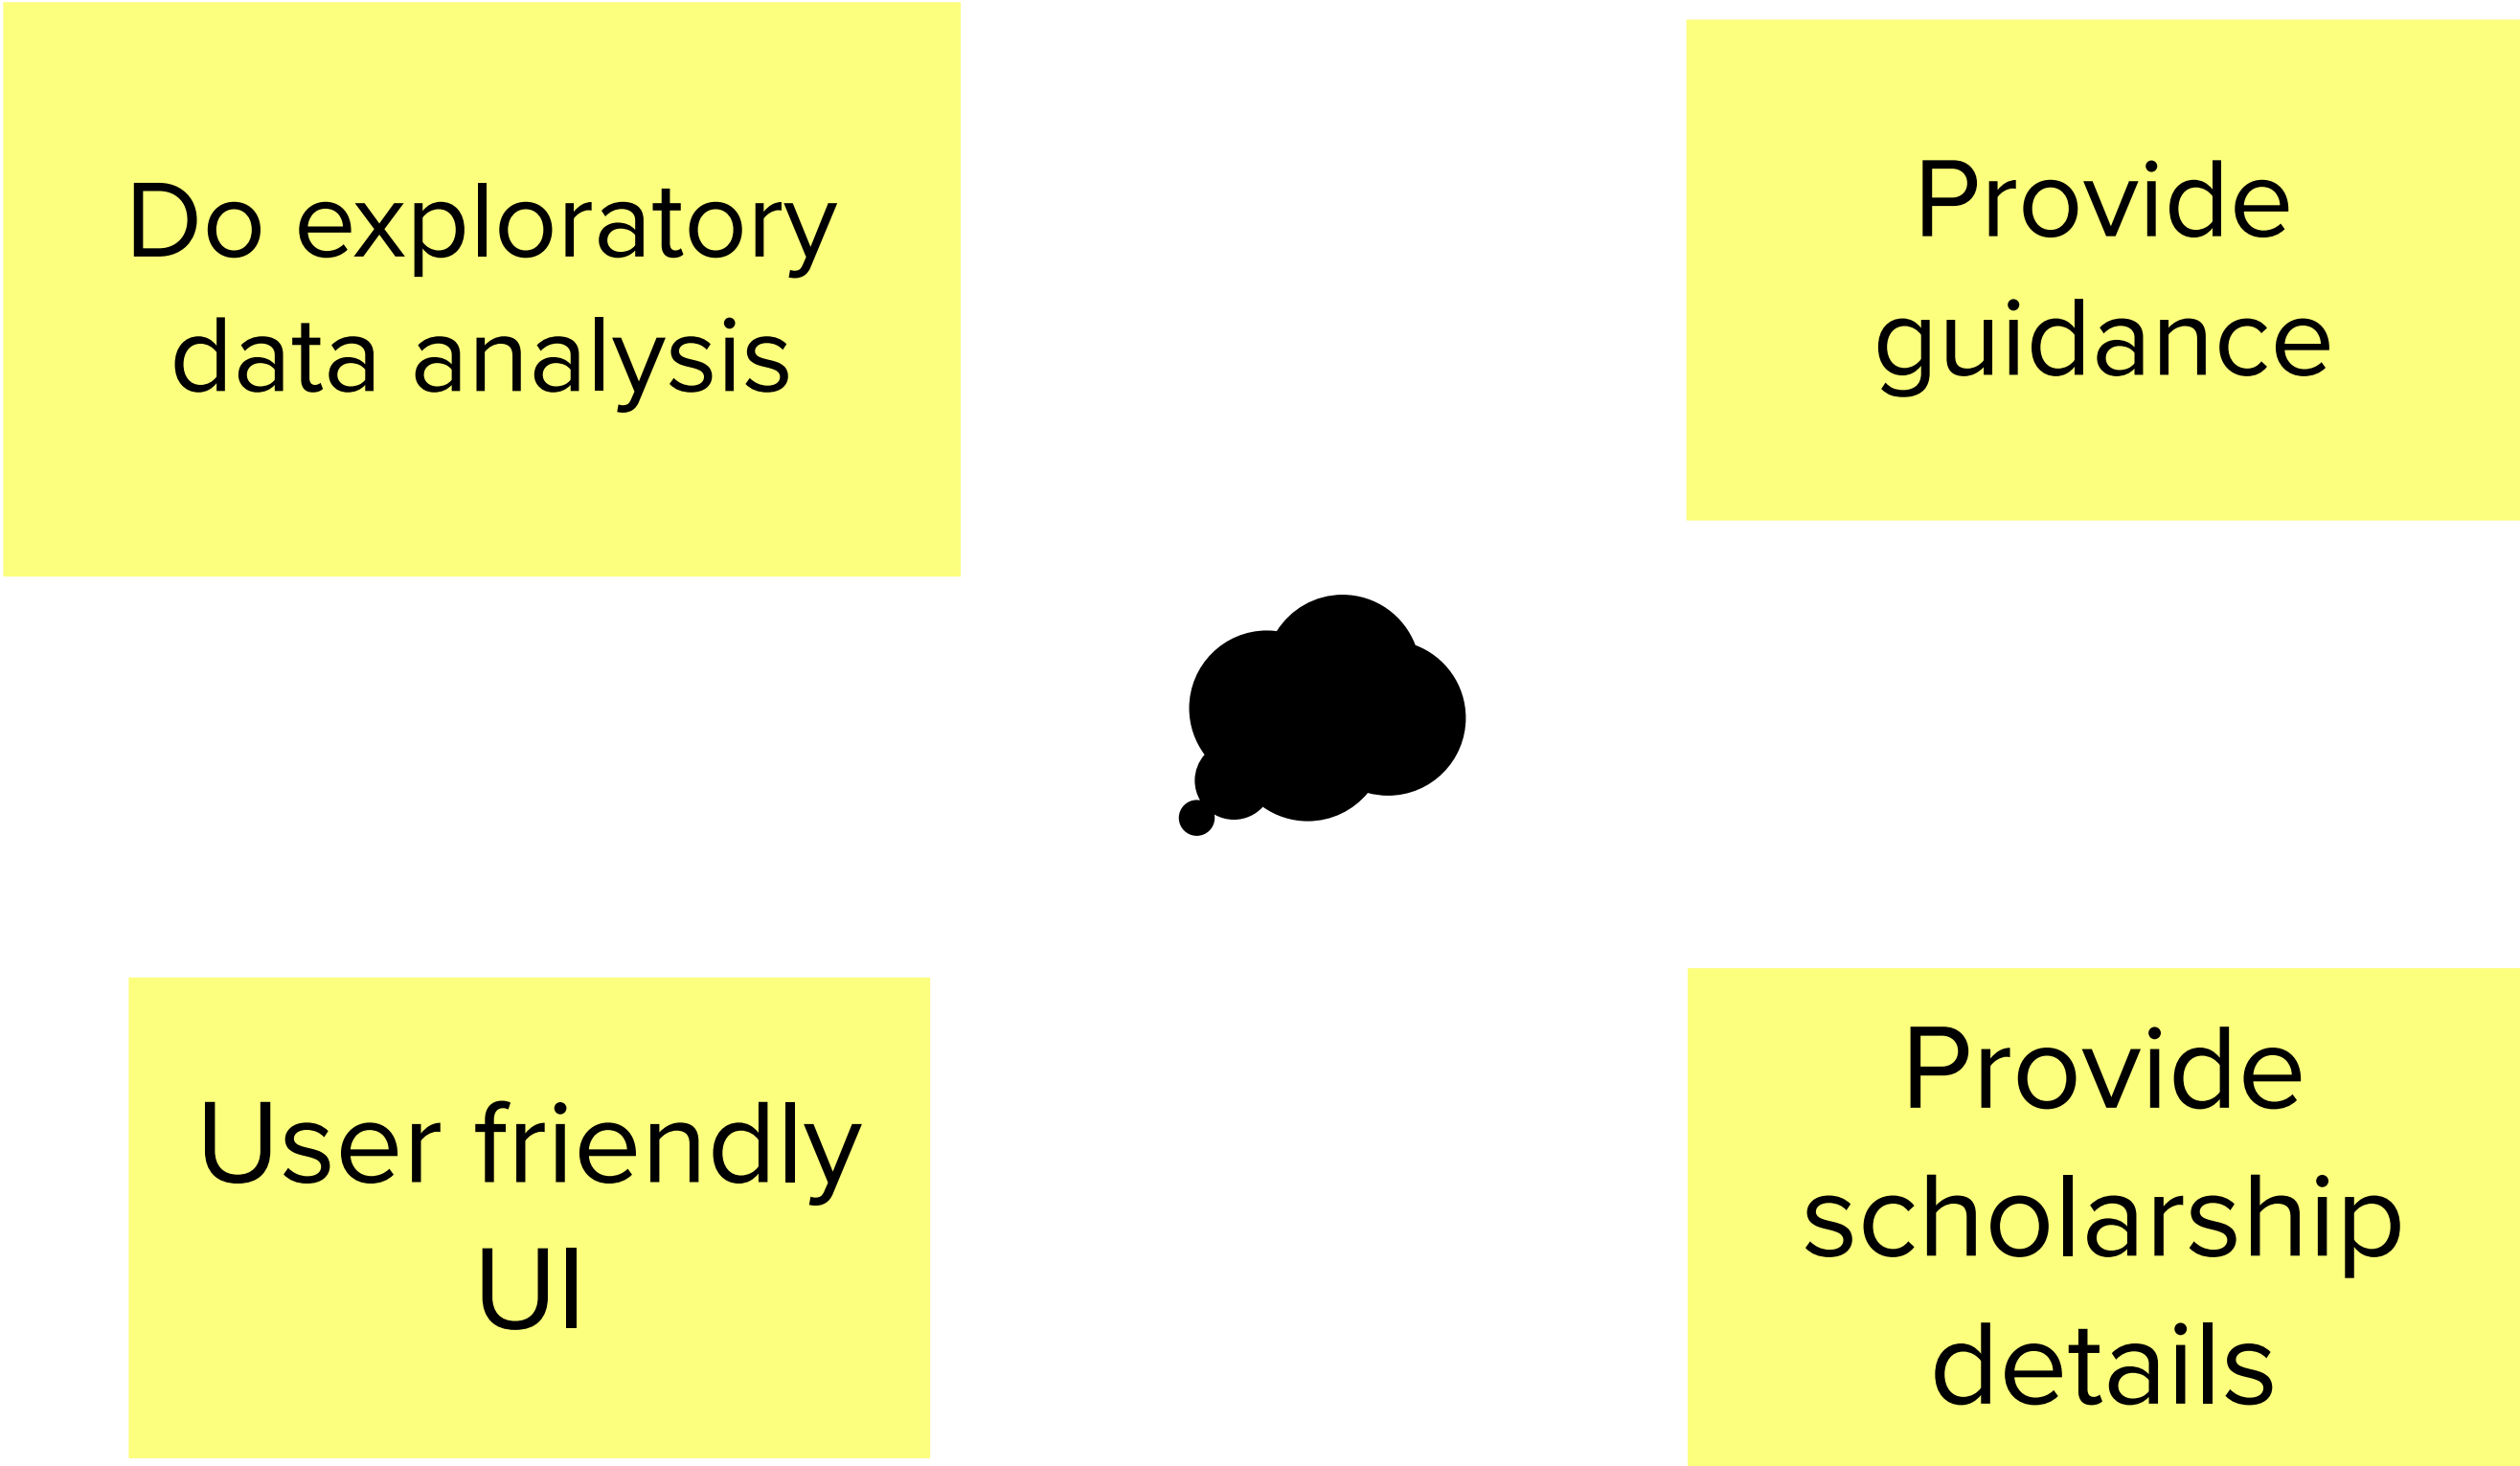 Do exploratory
data analysis
Provide
guidance
User friendly
UI
Provide
scholarship
details